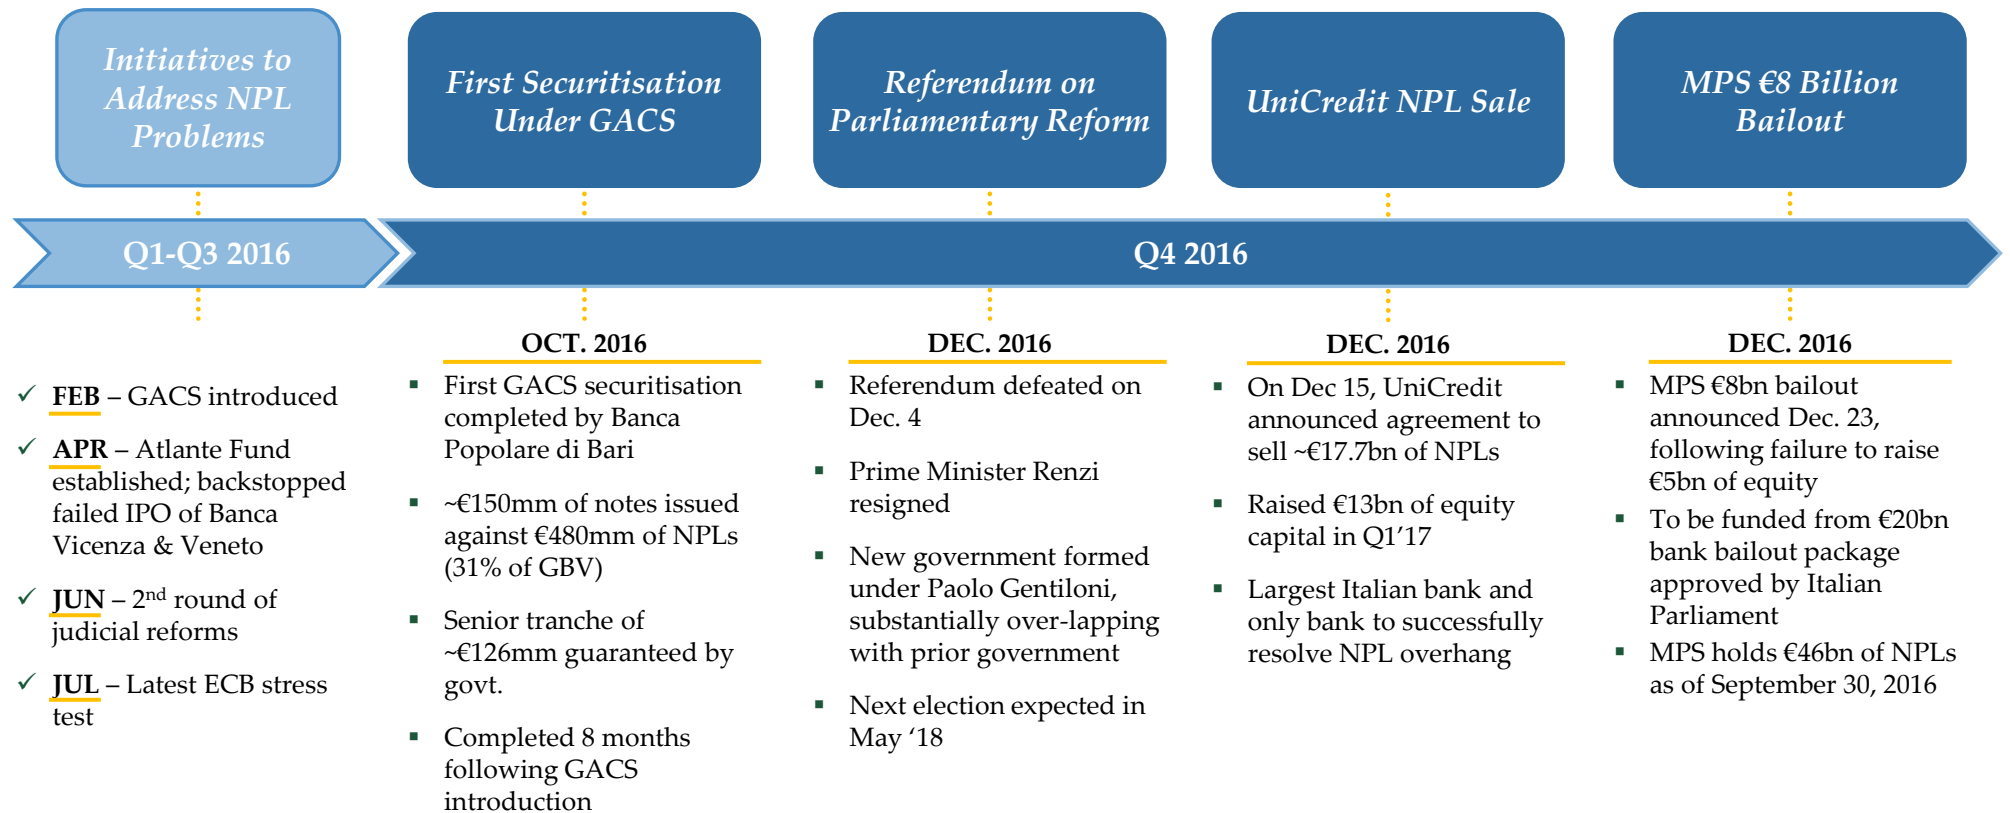 Initiatives to
Address NPL
Problems
First Securitisation
Under GACS
Referendum on
Parliamentary Reform
UniCredit NPL Sale
MPS €8 Billion
Bailout
Q1-Q3 2016
Q4 2016
✓ FEB – GACS introduced
✓ APR – Atlante Fund
established; backstopped
failed IPO of Banca
Vicenza & Veneto
✓ JUN – 2nd round of
judicial reforms
✓ JUL – Latest ECB stress
test
OCT. 2016
▪ First GACS securitisation
completed by Banca
Popolare di Bari
▪ ~€150mm of notes issued
against €480mm of NPLs
(31% of GBV)
▪ Senior tranche of
~€126mm guaranteed by
govt.
▪ Completed 8 months
following GACS
introduction
DEC. 2016
▪ Referendum defeated on
Dec. 4
▪ Prime Minister Renzi
resigned
▪ New government formed
under Paolo Gentiloni,
substantially over-lapping
with prior government
▪ Next election expected in
May ‘18
DEC. 2016
▪ On Dec 15, UniCredit
announced agreement to
sell ~€17.7bn of NPLs
▪ Raised €13bn of equity
capital in Q1’17
▪ Largest Italian bank and
only bank to successfully
resolve NPL overhang
DEC. 2016
▪ MPS €8bn bailout
announced Dec. 23,
following failure to raise
€5bn of equity
▪ To be funded from €20bn
bank bailout package
approved by Italian
Parliament
▪ MPS holds €46bn of NPLs
as of September 30, 2016